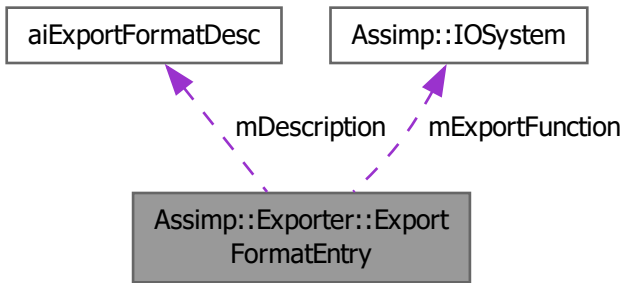 aiExportFormatDesc
Assimp::IOSystem
mDescription
mExportFunction
Assimp::Exporter::Export
FormatEntry